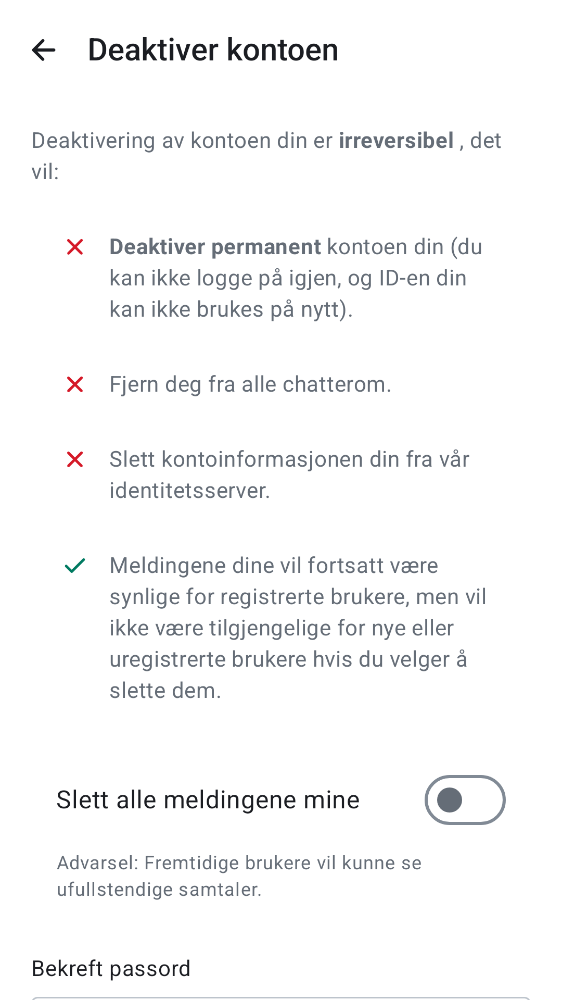 Deaktiver kontoen
Deaktivering av kontoen din er irreversibel , det
vil:
Deaktiver permanent kontoen din (du
kan ikke logge på igjen, og ID-en din
kan ikke brukes på nytt).
Fjern deg fra alle chatterom.
Slett kontoinformasjonen din fra vår
identitetsserver.
Meldingene dine vil fortsatt være
synlige for registrerte brukere, men vil
ikke være tilgjengelige for nye eller
uregistrerte brukere hvis du velger å
slette dem.
Slett alle meldingene mine
Advarsel: Fremtidige brukere vil kunne se
ufullstendige samtaler.
Bekreft passord